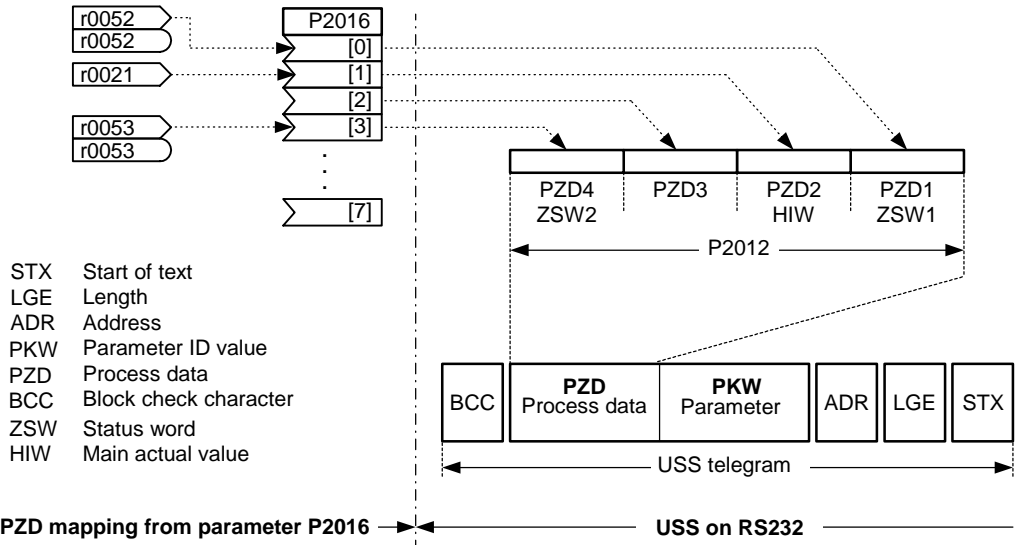 r0052
r0052
r0021
r0053
r0053
P2016
[0]
[1]
[2]
[3]
.
.
.
[7]
PZD4 PZD3 PZD2 PZD1
ZSW2 HIW ZSW1
P2012
STX Start of text
LGE Length
ADR Address
PKW Parameter ID value
PZD Process data
BCC Block check character
ZSW Status word
HIW Main actual value
BCC
PZD
Process data
PKW
Parameter
ADR
LGE
STX
USS telegram
PZD mapping from parameter P2016
USS on RS232